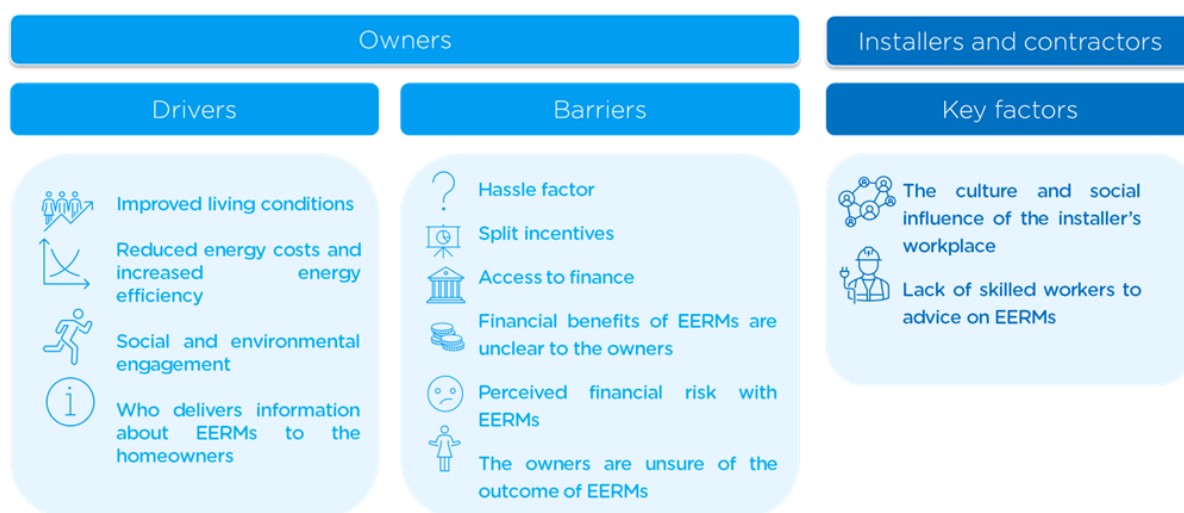 Owners
Installers and contractors
Drivers
Barriers
Key factors
Improved living conditions
Reduced energy costs and
increased energy
efficiency
Social and environmental
engagement
Who delivers information
about EERMs to the
homeowners
Hassle factor
Split incentives
Access to finance
Financial benefits of EERMs are
unclear to the owners
Perceived financial risk with
EERMs
The owners are unsure of the
outcome of EERMs
The culture and social
influence of the installer's
workplace
Lack of skilled workers to
advice on EERMs